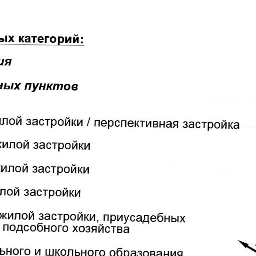 ых категорий:
ия
ных пунктов
лой застройки / перспективная застройка
жилой застройки
илой застройки
лой застройки
жилой застройки, приусадебных
подсобного хозяйства
ьного и школьного образования